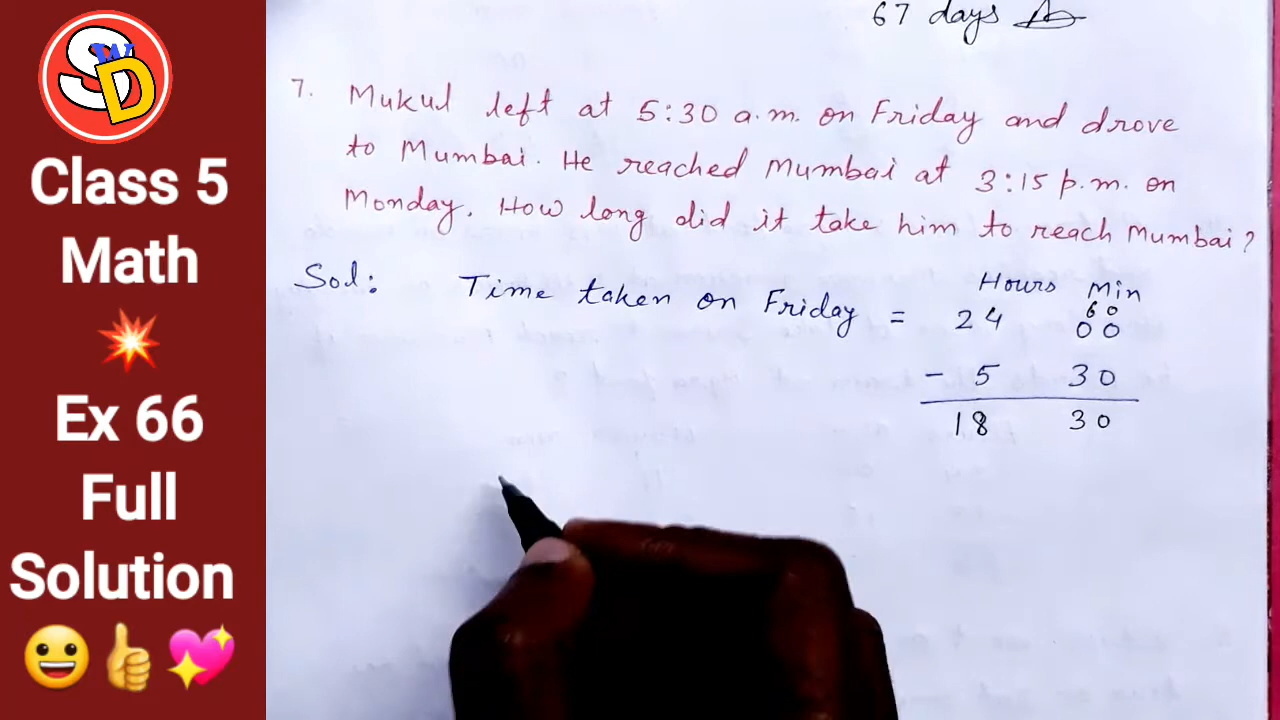 SWD
Class 5
Math
Ex 66
Full
Solution
67 days
7. Mukul left at 5:30 a.m. on Friday and drove
to Mumbai. He reached Mumbai at 3:15 p.m. on
Monday. How long did it take him to reach Mumbai?
Sol: Time taken on Friday =
Hours Min
60
24 00
- 5 30
18 30